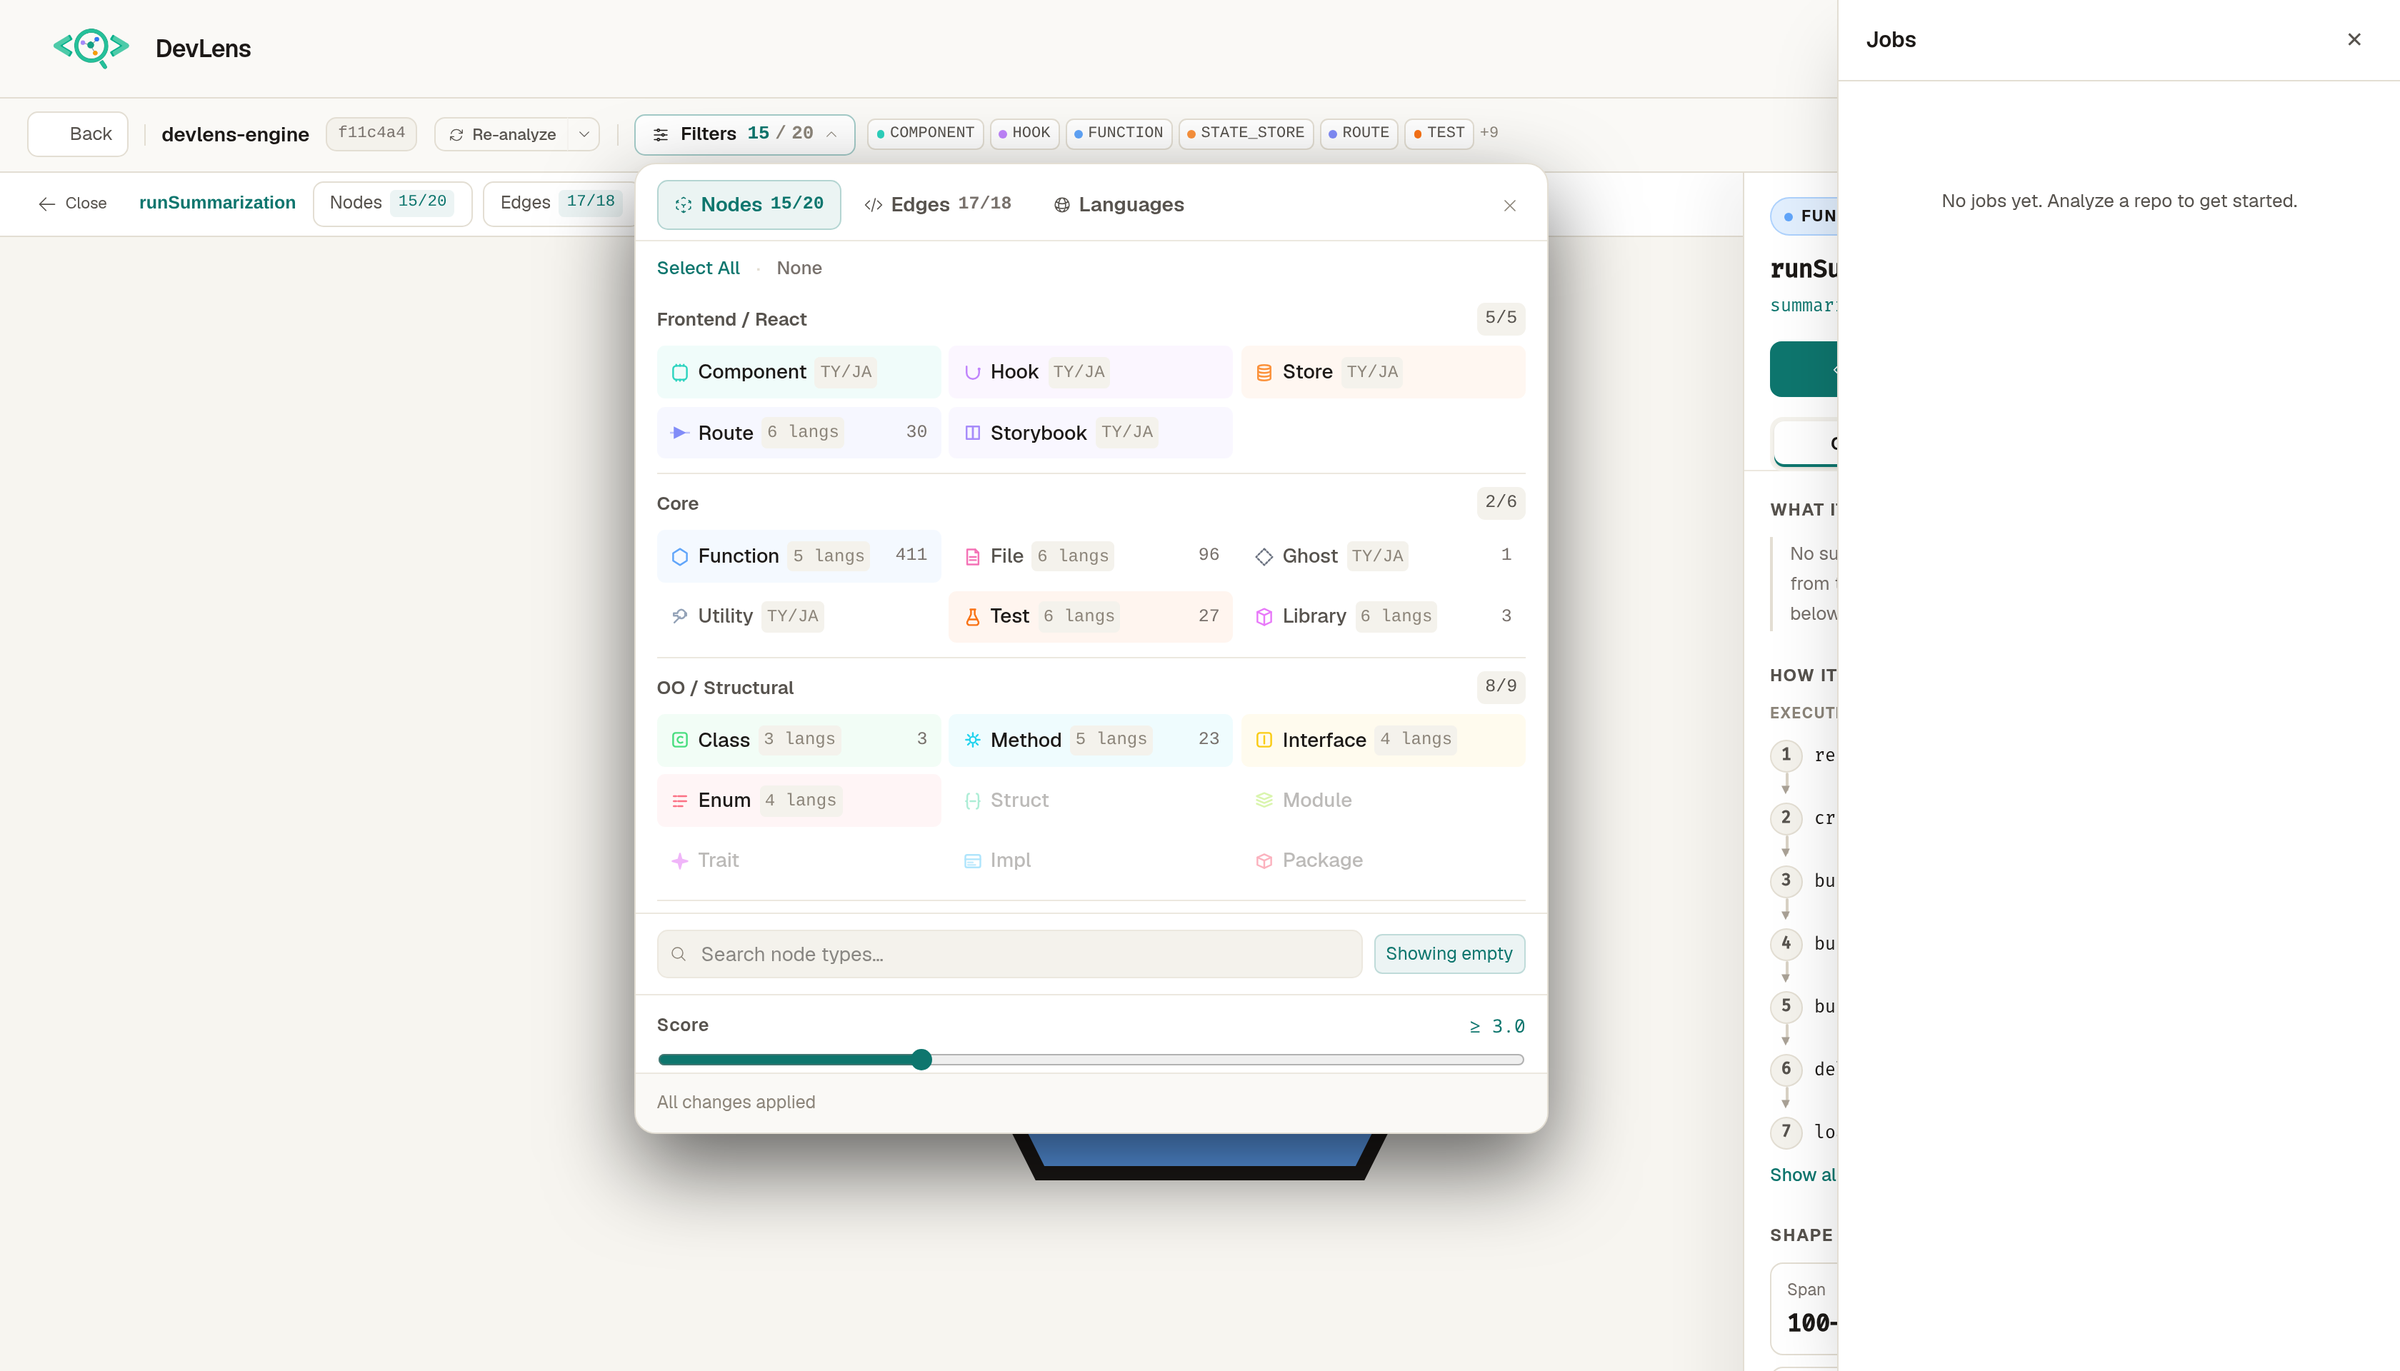 DevLens
Jobs
Back
devlens-engine
f11c4a4
Re-analyze
Filters 15 / 20
COMPONENT
HOOK
FUNCTION
STATE_STORE
ROUTE
TEST
+9
Close
runSummarization
Nodes 15/20
Edges 17/18
Nodes 15/20
Edges 17/18
Languages
Select All · None
Frontend / React 5/5
Component TY/JA
Hook TY/JA
Store TY/JA
Route 6 langs 30
Storybook TY/JA
Core 2/6
Function 5 langs 411
File 6 langs 96
Ghost TY/JA 1
Utility TY/JA
Test 6 langs 27
Library 6 langs 3
OO / Structural 8/9
Class 3 langs 3
Method 5 langs 23
Interface 4 langs
Enum 4 langs
Struct
Module
Trait
Impl
Package
Search node types...
Showing empty
Score ≥ 3.0
All changes applied
FUN
runSu
summar
WHAT I
No su
from
below
HOW IT
EXECUT
1 re
2 cr
3 bu
4 bu
5 bu
6 de
7 lo
Show al
SHAPE
Span
100-
No jobs yet. Analyze a repo to get started.